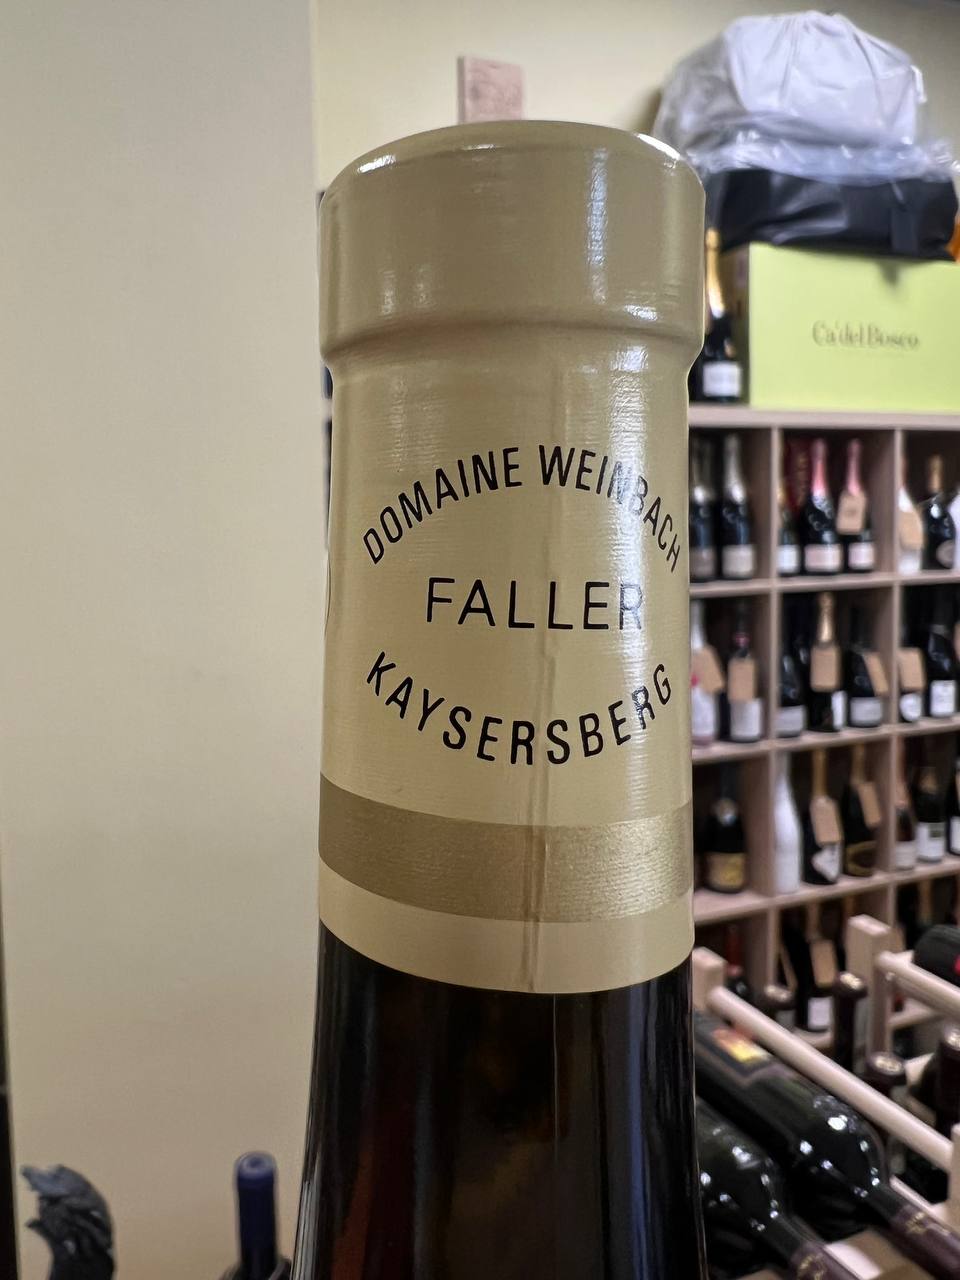 Ca'del Bosco
DOMAINE WEINBACH
FALLER
KAYSERSBERG